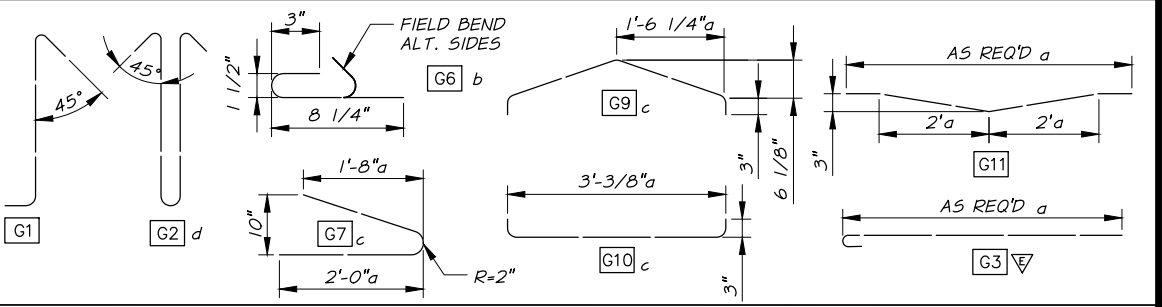 45°
G1
45°
G2 d
3"
FIELD BEND
ALT. SIDES
1 1/2"
8 1/4"
G6 b
1'-8"a
10"
G7 c
2'-0"a
R=2"
1'-6 1/4"a
G9 c
3"
6 1/8"
3'-3/8"a
G10 c
3"
AS REQ'D a
2'a
2'a
3"
G11
AS REQ'D a
G3 E